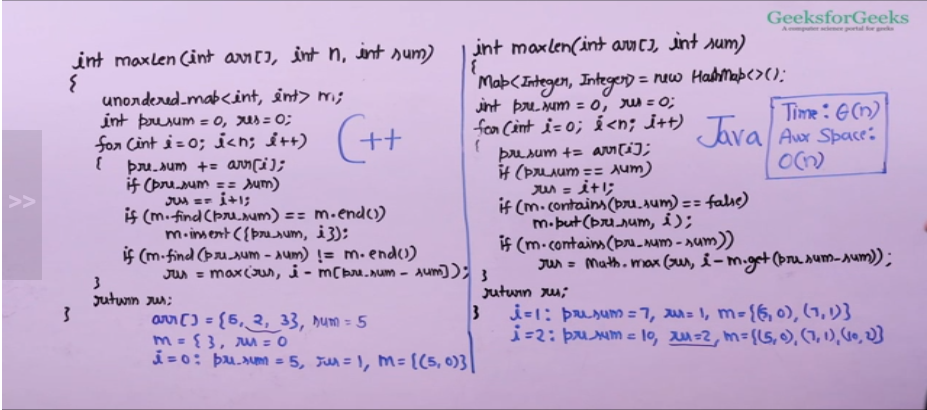 GeeksforGeeks
A computer science portal for geeks
int maxLen (int arr[], int n, int sum)
{
unordered_map<int, int> m;
int pre_sum = 0, res = 0;
for (int i=0; i<n; i++)
{ pre_sum += arr[i];
if (pre_sum == sum)
res == i+1;
if (m.find(pre_sum) == m.end())
m.insert({pre_sum, i});
if (m.find(pre_sum - sum) != m.end())
res = max(res, i - m[pre_sum - sum]);
}
return res;
}
C++
arr[] = {5, 2, 3}, sum = 5
m = { }, res = 0
i=0: pre_sum = 5, res = 1, m = {(5,0)}
int maxlen(int arr[], int sum)
{
Map<Integer, Integer> = new HashMap<>();
int pre_sum = 0, res = 0;
for (int i=0; i<n; i++)
{ pre_sum += arr[i];
if (pre_sum == sum)
res = i+1;
if (m.contains(pre_sum) == false)
m.put(pre_sum, i);
if (m.contains(pre_sum - sum))
res = Math.max(res, i - m.get(pre_sum-sum));
}
return res;
}
Java
Time: Θ(n)
Aux Space:
O(n)
i=1: pre_sum = 7, res = 1, m = {(5,0), (7,1)}
i=2: pre_sum = 10, res=2, m={(5,0),(7,1),(10,2)}
>>